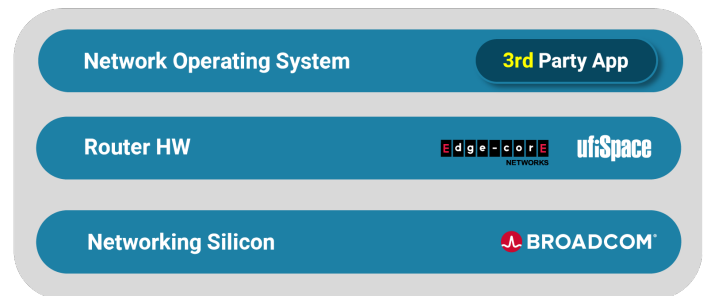 Network Operating System 3rd Party App
Router HW Edge-corE NETWORKS ufiSpace
Networking Silicon BROADCOM®